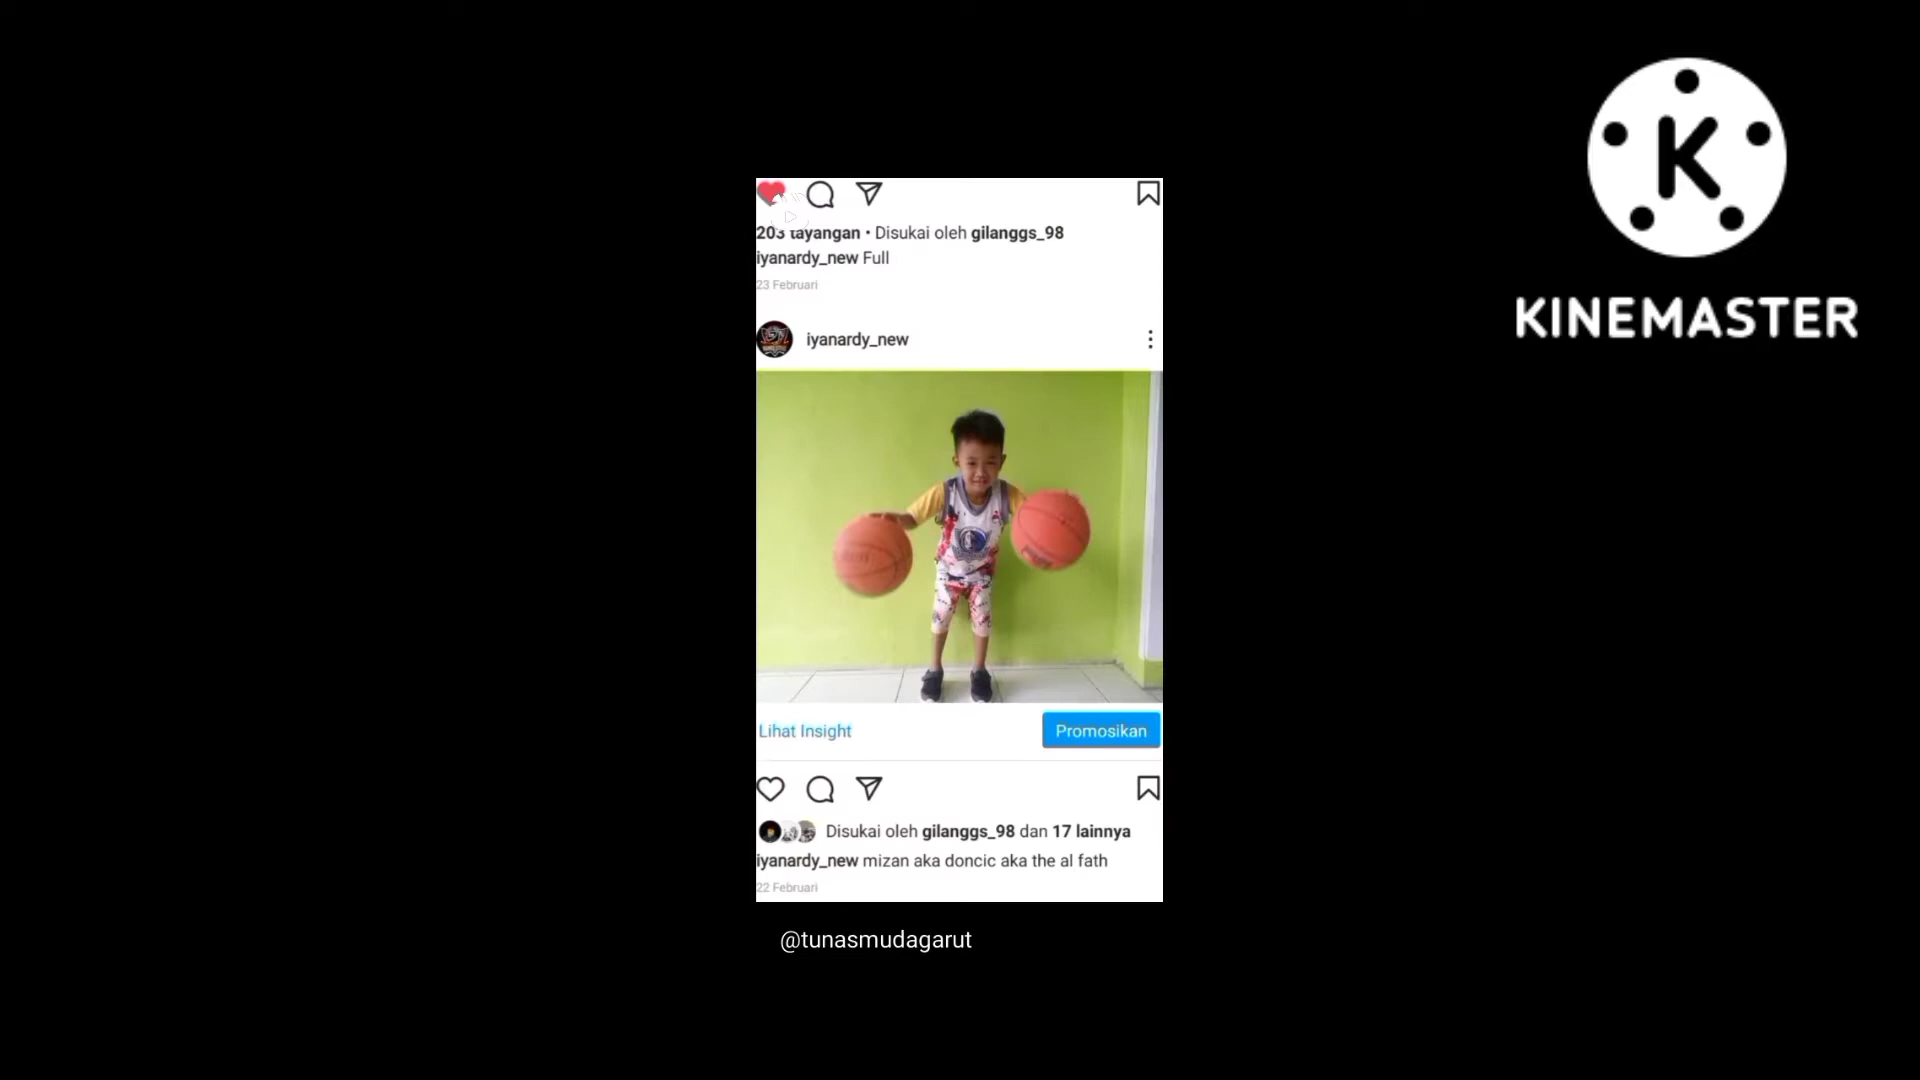 KINEMASTER
203 tayangan • Disukai oleh gilanggs_98
iyanardy_new Full
23 Februari
iyanardy_new
Lihat Insight
Promosikan
Disukai oleh gilanggs_98 dan 17 lainnya
iyanardy_new mizan aka doncic aka the al fath
22 Februari
@tunasmudagarut